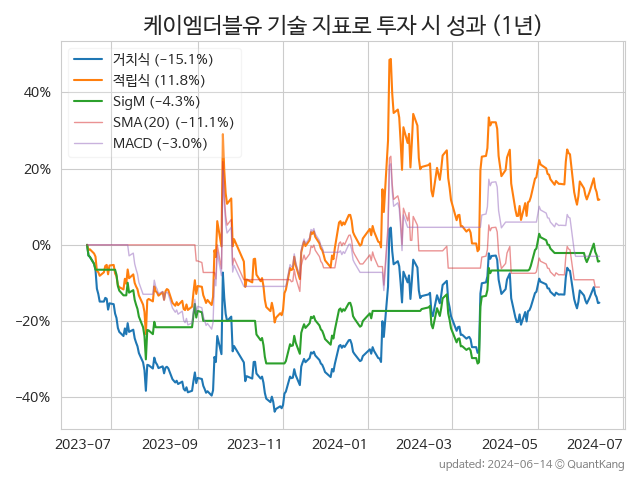 케이엠더블유 기술 지표로 투자 시 성과 (1년)
거치식 (−15.1%)
적립식 (11.8%)
SigM (−4.3%)
SMA(20) (−11.1%)
MACD (−3.0%)
40%
20%
0%
−20%
−40%
2023-07 2023-09 2023-11 2024-01 2024-03 2024-05 2024-07
updated: 2024-06-14 © QuantKang